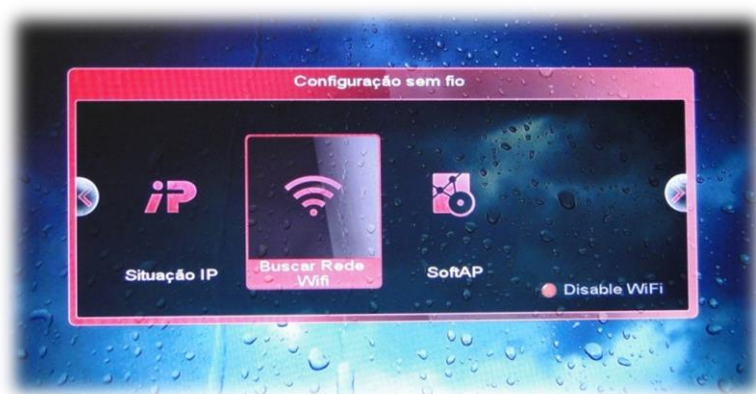 Configuração sem fio
iP
Situação IP
Buscar Rede
Wifi
SoftAP
Disable WiFi